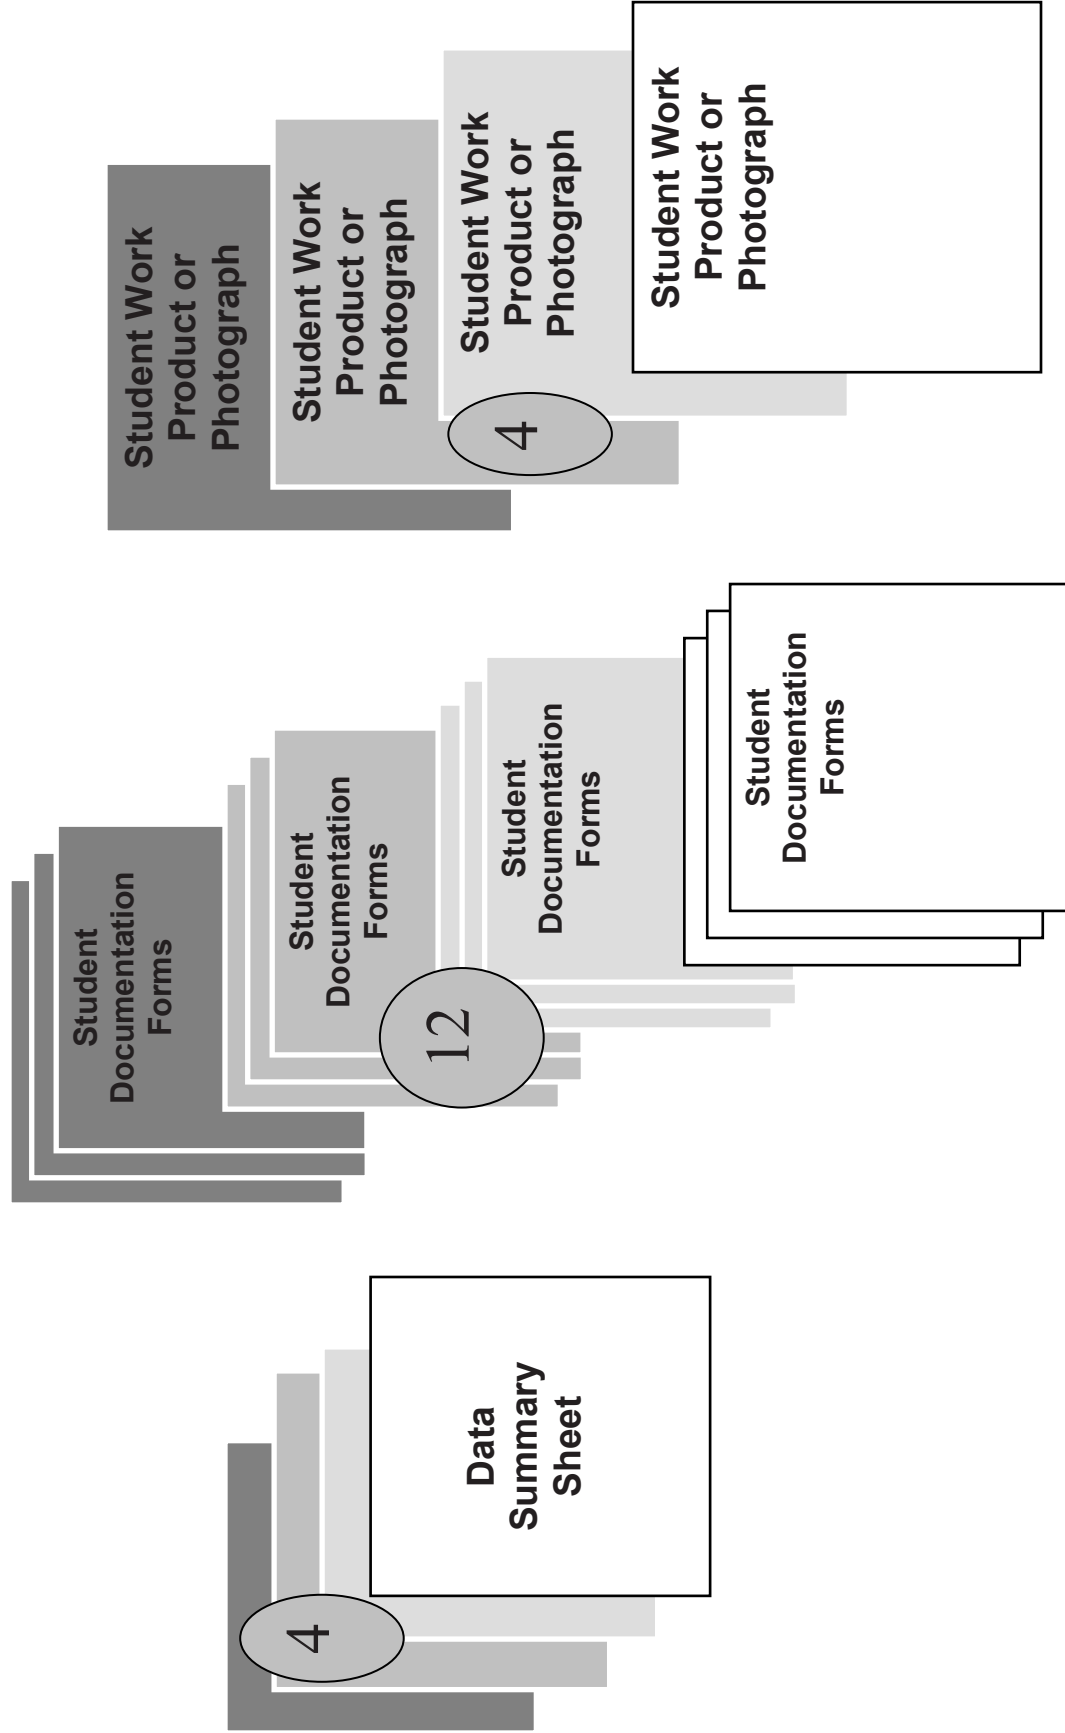 4
Data
Summary
Sheet
Student
Documentation
Forms
Student
Documentation
Forms
12
Student
Documentation
Forms
Student
Documentation
Forms
Student Work
Product or
Photograph
Student Work
Product or
Photograph
4
Student Work
Product or
Photograph
Student Work
Product or
Photograph